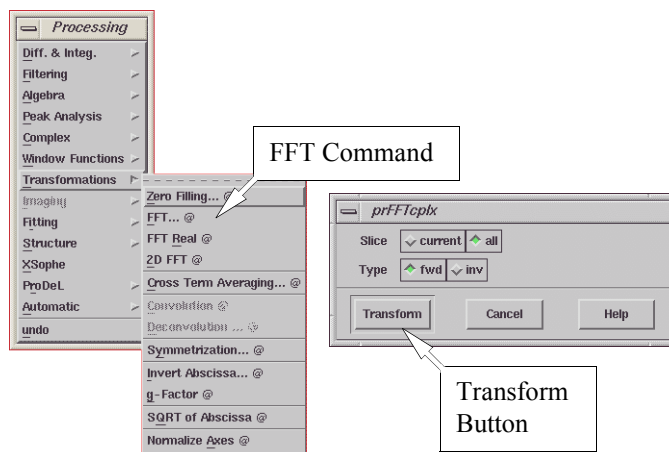 Processing
Diff. & Integ.
Filtering
Algebra
Peak Analysis
Complex
Window Functions
Transformations
Imaging
Fitting
Structure
XSophe
ProDeL
Automatic
undo
Zero Filling... @
FFT... @
FFT Real @
2D FFT @
Cross Term Averaging... @
Convolution @
Deconvolution ... @
Symmetrization... @
Invert Abscissa... @
g-Factor @
SQRT of Abscissa @
Normalize Axes @
FFT Command
prFFTcplx
Slice current all
Type fwd inv
Transform Cancel Help
Transform
Button